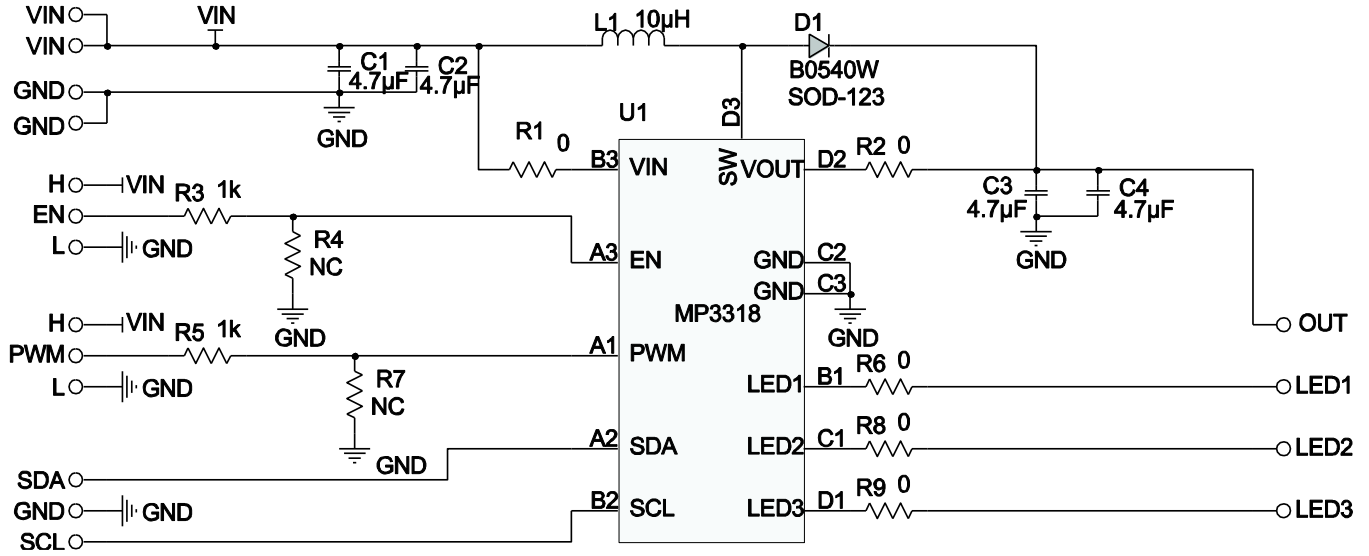 VIN
VIN
VIN
L1 10µH
D1
B0540W
SOD-123
C1
4.7µF
C2
4.7µF
GND
GND
GND
U1
D3
R1 0
B3 VIN
SW
VOUT D2
R2 0
C3
4.7µF
C4
4.7µF
GND
H VIN
EN
R3 1k
L GND
R4
NC
GND
A3 EN
GND C2
GND C3
GND
MP3318
OUT
H VIN
PWM
R5 1k
L GND
R7
NC
GND
A1 PWM
LED1 B1
R6 0
LED1
A2 SDA
LED2 C1
R8 0
LED2
SDA
GND GND
SCL
B2 SCL
LED3 D1
R9 0
LED3